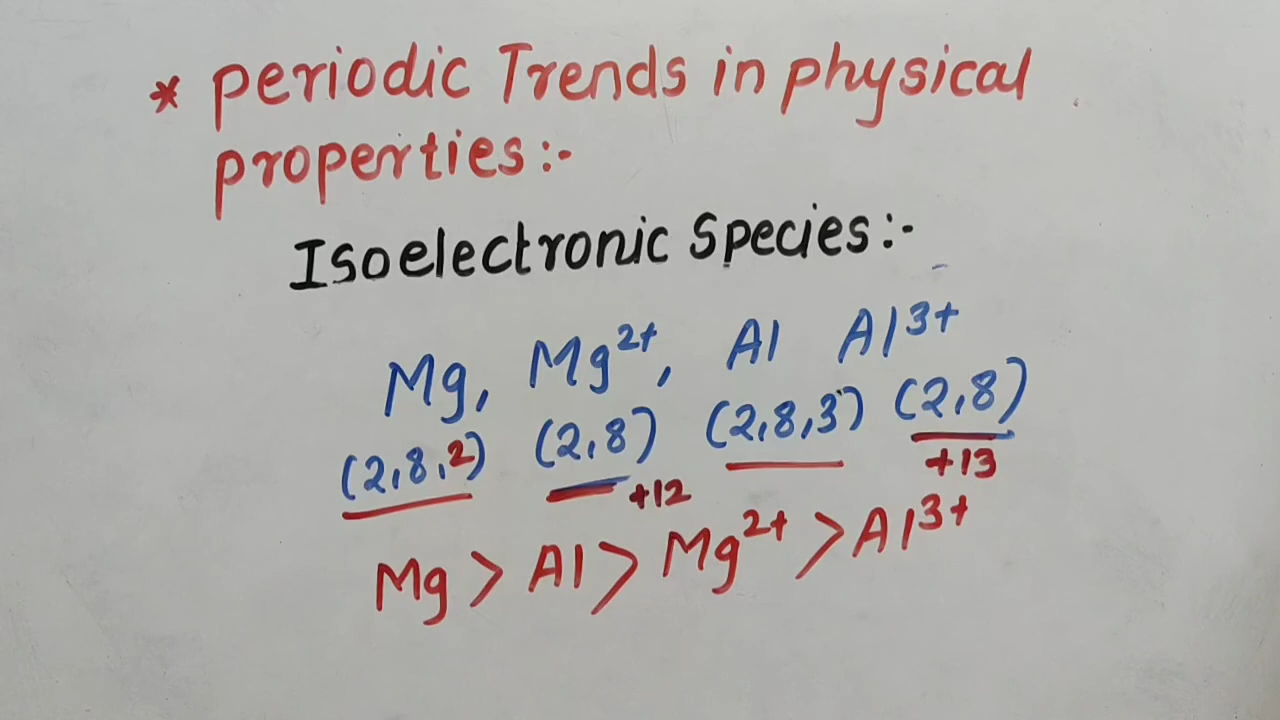 * periodic Trends in physical
properties:-
Isoelectronic Species:-
Mg, Mg²⁺, Al Al³⁺
(2,8,2) (2,8) (2,8,3) (2,8)
+12 +13
Mg > Al > Mg²⁺ > Al³⁺